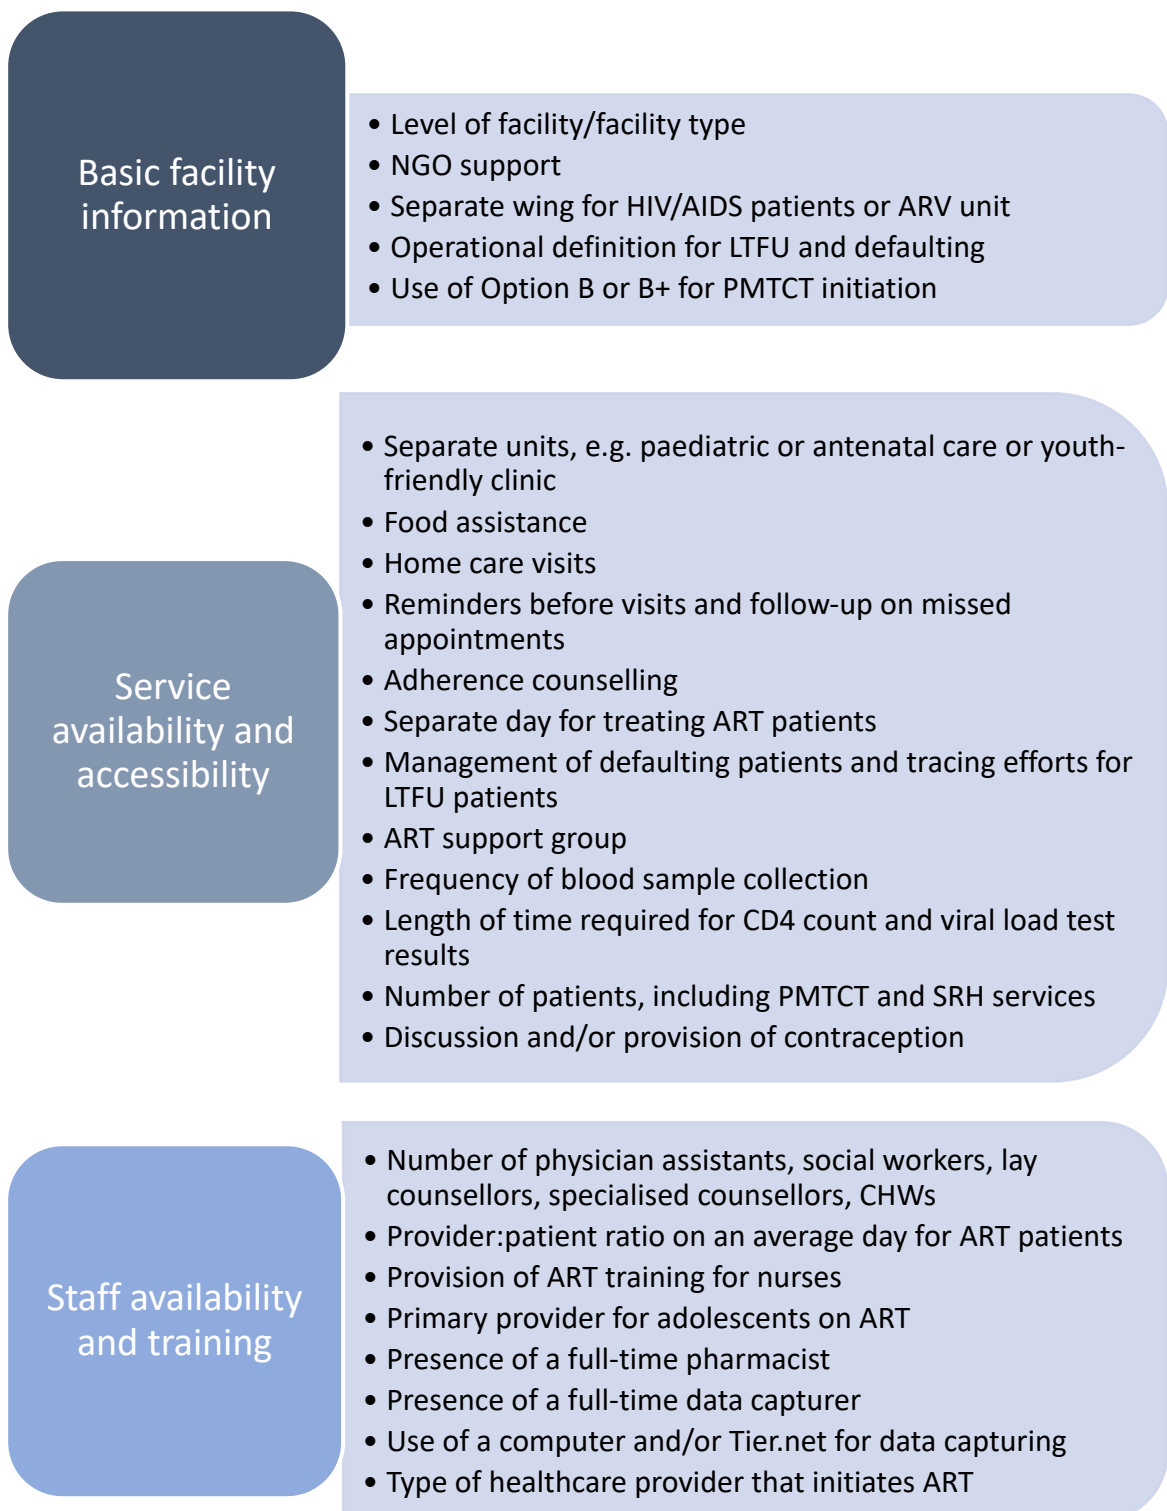 Basic facility
information
• Level of facility/facility type
• NGO support
• Separate wing for HIV/AIDS patients or ARV unit
• Operational definition for LTFU and defaulting
• Use of Option B or B+ for PMTCT initiation
Service
availability and
accessibility
• Separate units, e.g. paediatric or antenatal care or youth-
friendly clinic
• Food assistance
• Home care visits
• Reminders before visits and follow-up on missed
appointments
• Adherence counselling
• Separate day for treating ART patients
• Management of defaulting patients and tracing efforts for
LTFU patients
• ART support group
• Frequency of blood sample collection
• Length of time required for CD4 count and viral load test
results
• Number of patients, including PMTCT and SRH services
• Discussion and/or provision of contraception
Staff availability
and training
• Number of physician assistants, social workers, lay
counsellors, specialised counsellors, CHWs
• Provider:patient ratio on an average day for ART patients
• Provision of ART training for nurses
• Primary provider for adolescents on ART
• Presence of a full-time pharmacist
• Presence of a full-time data capturer
• Use of a computer and/or Tier.net for data capturing
• Type of healthcare provider that initiates ART